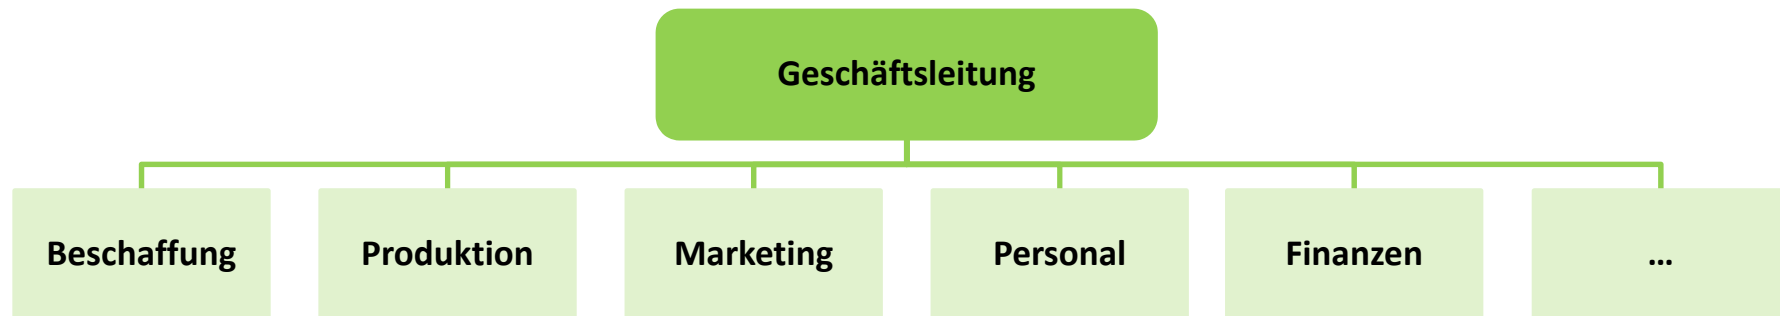 Geschäftsleitung
Beschaffung
Produktion
Marketing
Personal
Finanzen
…